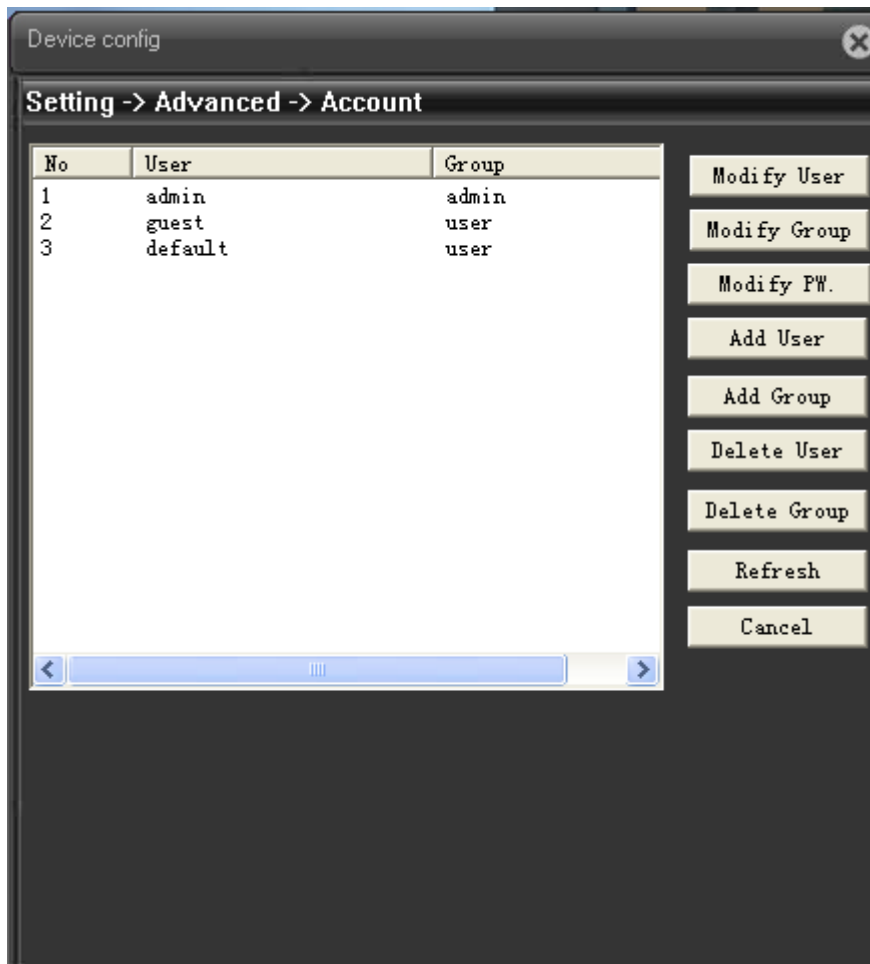 Device config
Setting -> Advanced -> Account
No User Group
1 admin admin
2 guest user
3 default user
Modify User
Modify Group
Modify PW.
Add User
Add Group
Delete User
Delete Group
Refresh
Cancel